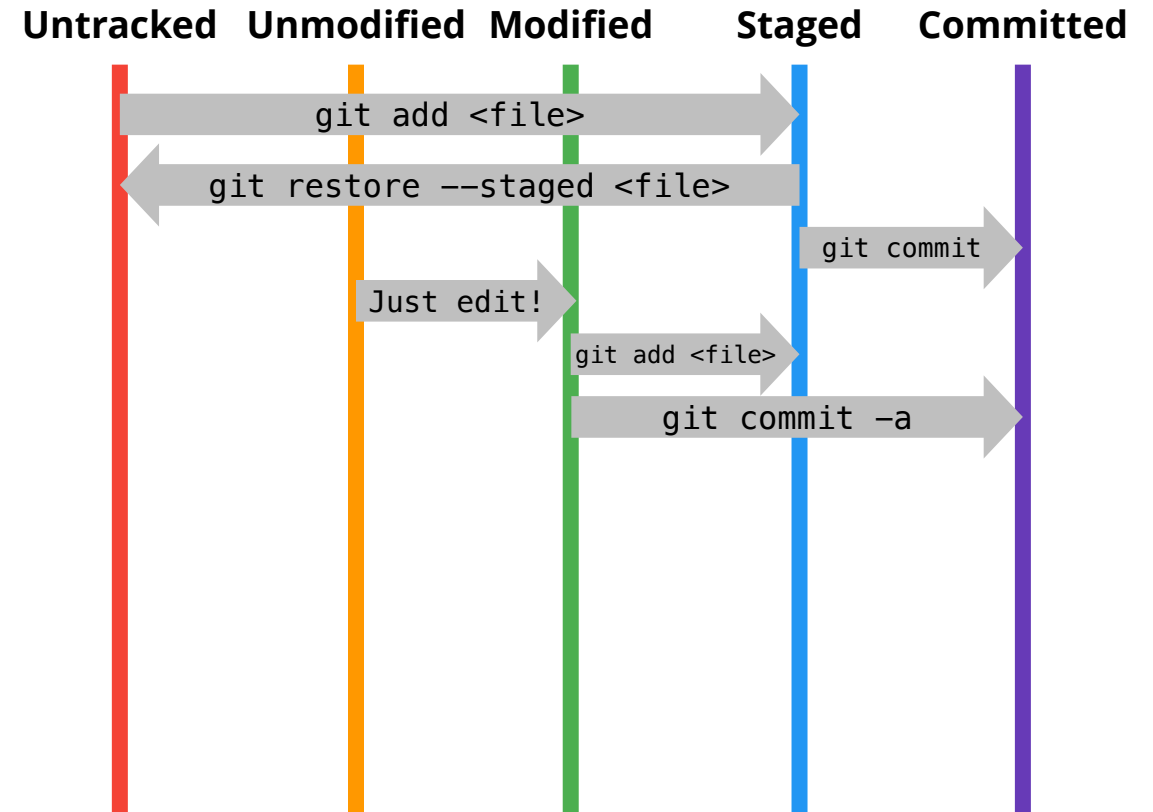 Untracked Unmodified Modified Staged Committed
git add <file>
git restore --staged <file>
git commit
Just edit!
git add <file>
git commit -a